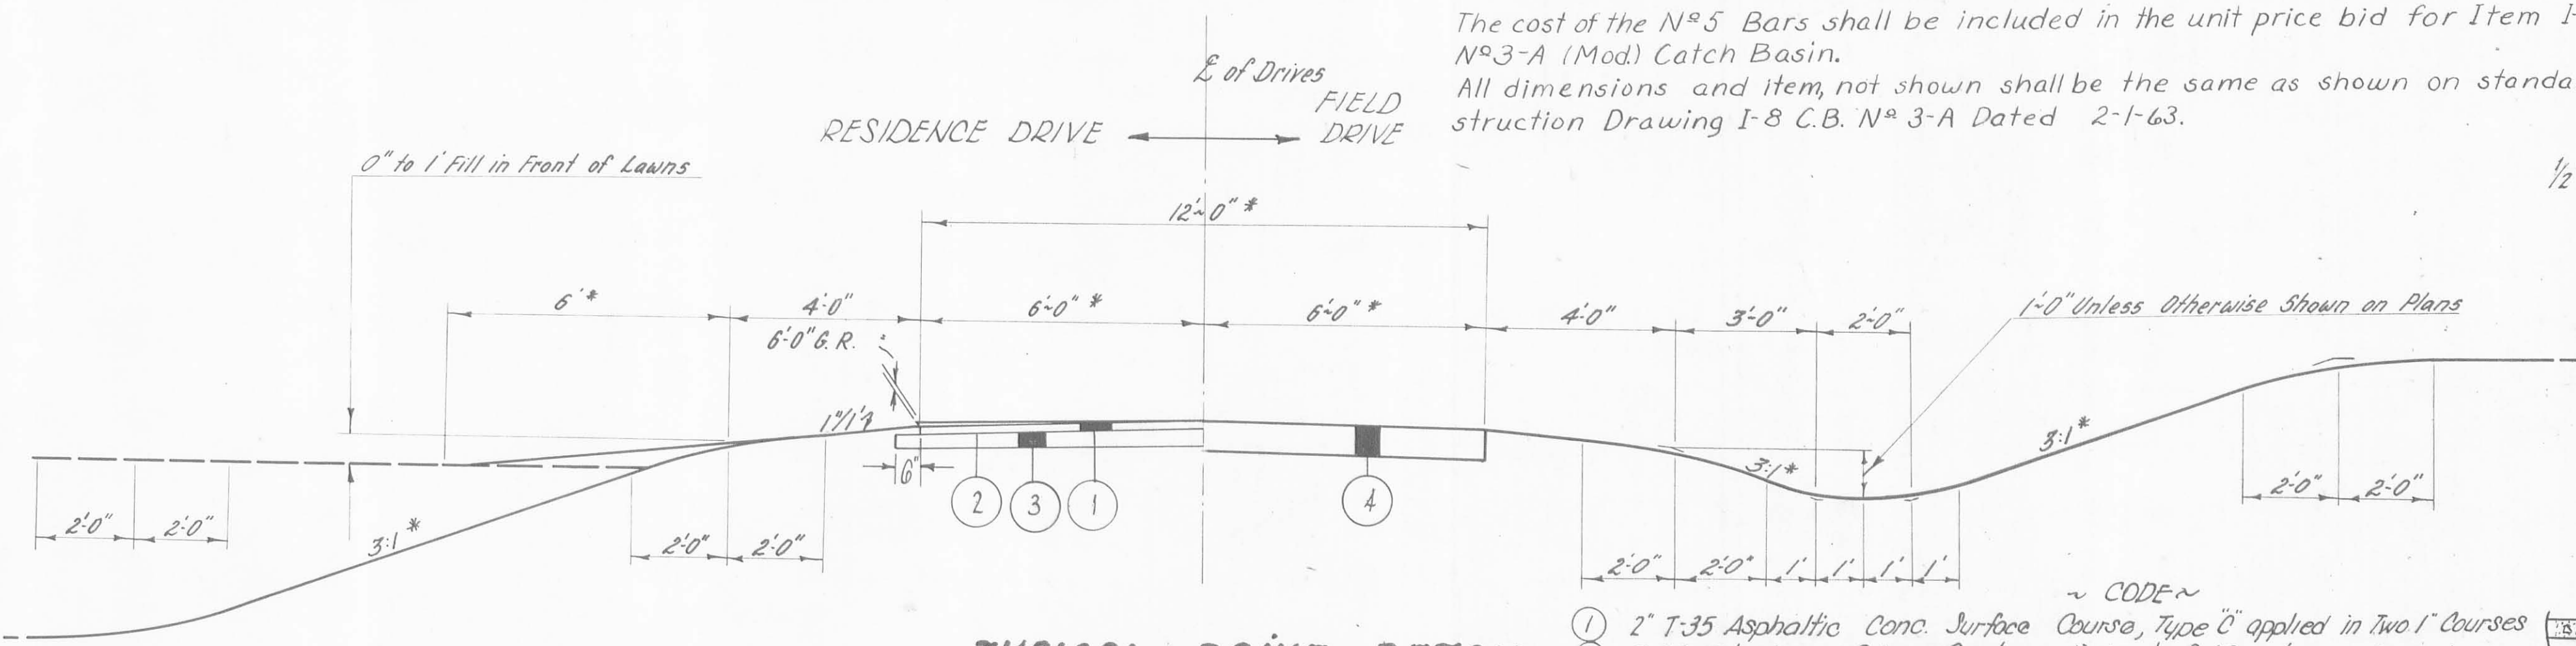 The cost of the Nº5 Bars shall be included in the unit price bid for Item I-
Nº3-A (Mod.) Catch Basin.
All dimensions and item, not shown shall be the same as shown on standa
struction Drawing I-8 C.B. Nº 3-A Dated 2-1-63.
℄ of Drives
FIELD
RESIDENCE DRIVE DRIVE
0" to 1' Fill in Front of Lawns
1/2
12'-0" *
6' * 4'-0" 6'-0" * 6'-0" * 4'-0" 3'-0" 2'-0"
1'-0" Unless Otherwise Shown on Plans
6'-0" G.R.
1"/1'
3:1 * 3:1 *
6"
2 3 1 4
2'-0" 2'-0" 3:1 * 2'-0" 2'-0" 2'-0" 2'-0"
2'-0" 2'-0" 1' 1' 1' 1'
~ CODE ~
1 2" T-35 Asphaltic Conc. Surface Course, Type "C" applied in Two 1" Courses